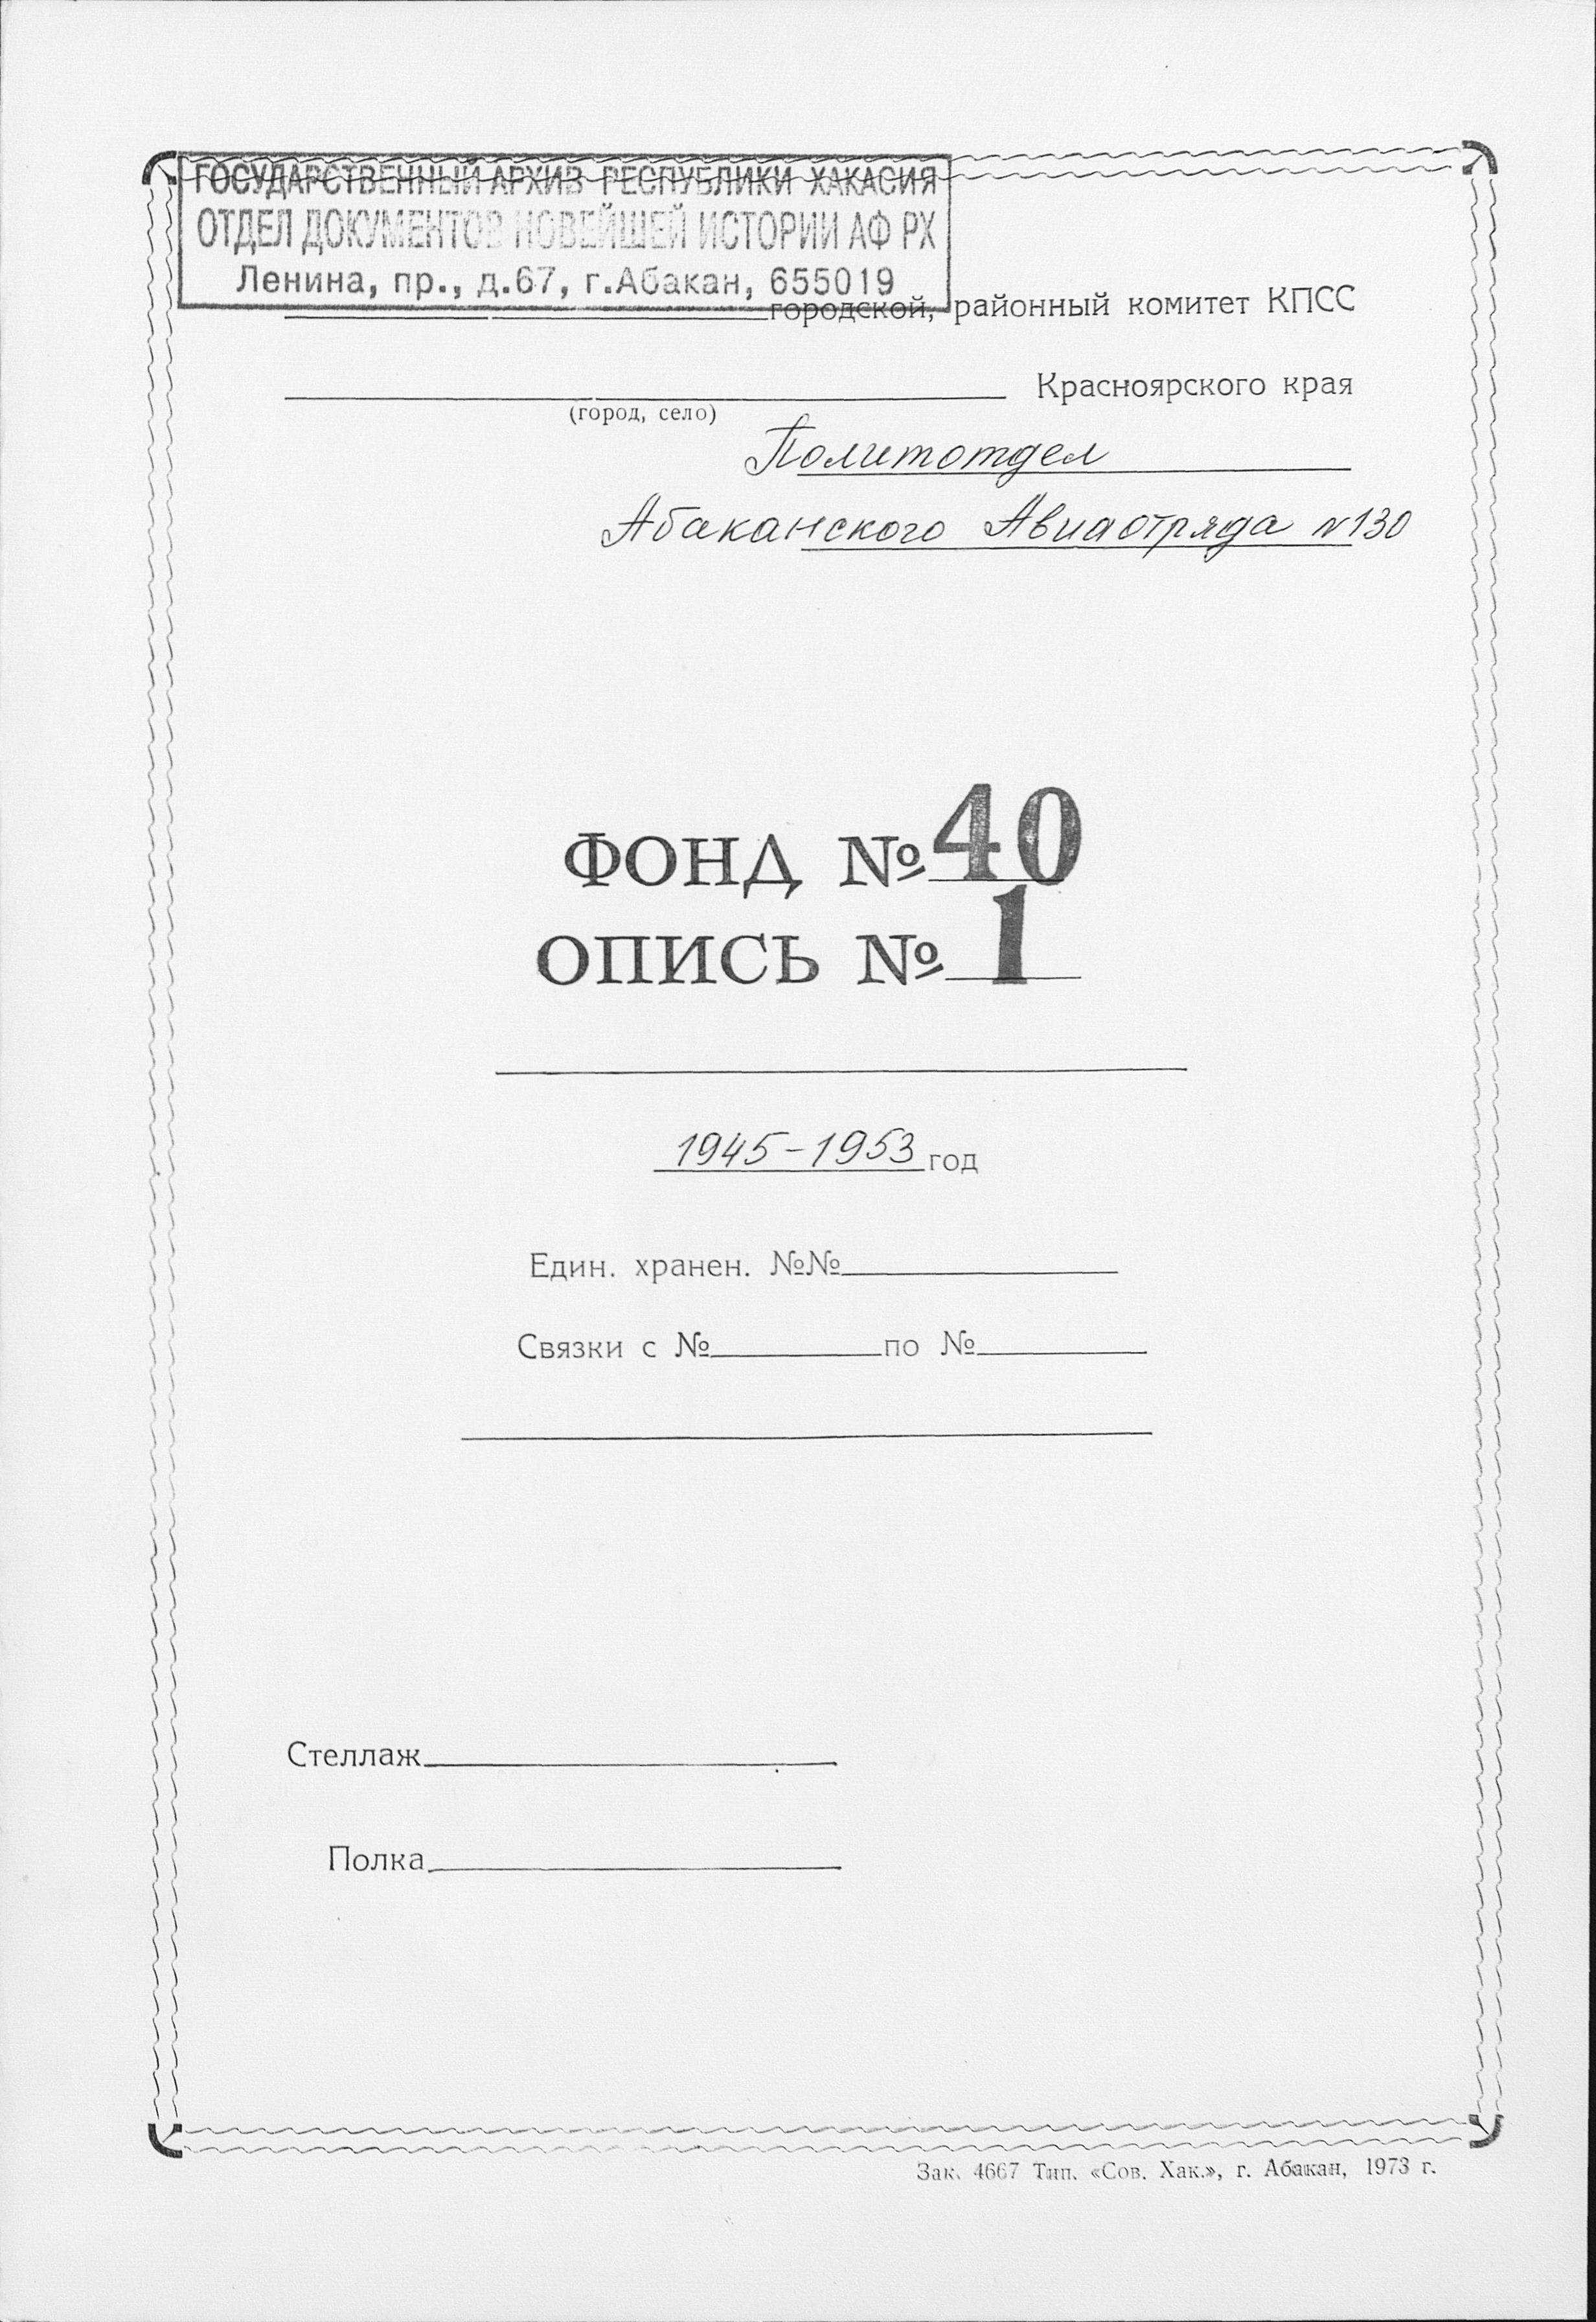 ГОСУДАРСТВЕННЫЙ АРХИВ РЕСПУБЛИКИ ХАКАСИЯ
ОТДЕЛ ДОКУМЕНТОВ НОВЕЙШЕЙ ИСТОРИИ АФ РХ
Ленина, пр., д.67, г.Абакан, 655019
городской, районный комитет КПСС
Красноярского края
(город, село)
Политотдел
Абаканского Авиаотряда №130
ФОНД № 40
ОПИСЬ № 1
1945-1953 год
Един. хранен. №№
Связки с № по №
Стеллаж
Полка
Зак. 4667 Тип. «Сов. Хак.», г. Абакан, 1973 г.